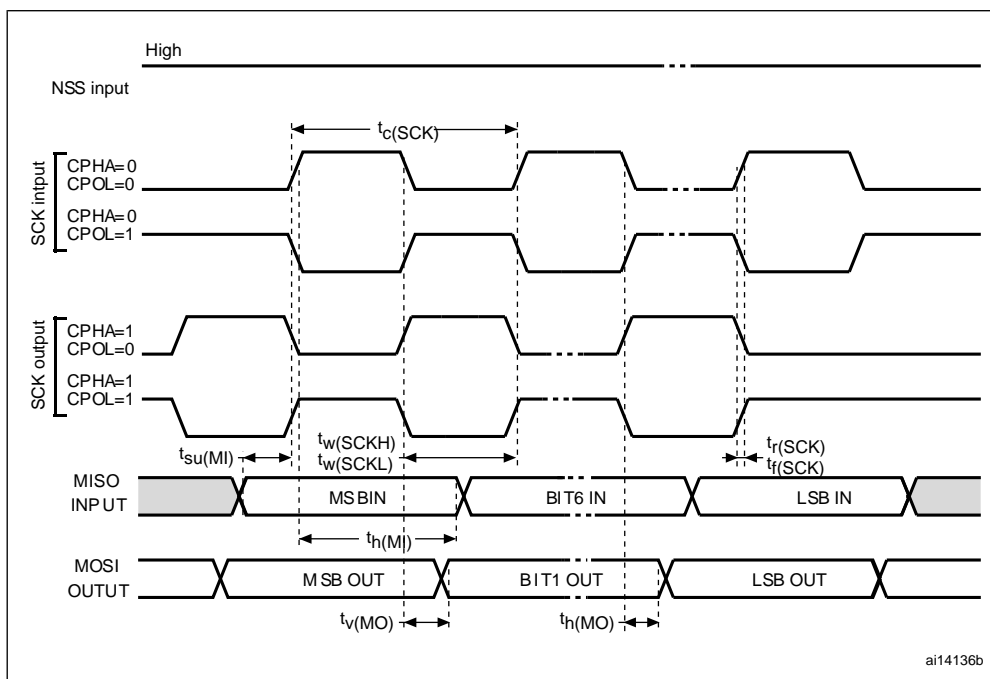 High
NSS input
tc(SCK)
SCK intput
CPHA=0
CPOL=0
CPHA=0
CPOL=1
SCK output
CPHA=1
CPOL=0
CPHA=1
CPOL=1
tsu(MI)
tw(SCKH)
tw(SCKL)
tr(SCK)
tf(SCK)
MISO
INPUT
MSBIN
BIT6 IN
LSB IN
th(MI)
MOSI
OUTUT
MSB OUT
BIT1 OUT
LSB OUT
tv(MO)
th(MO)
ai14136b